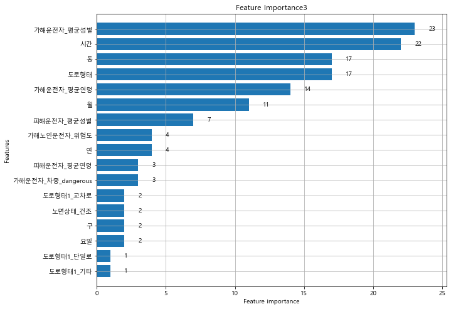 Feature Importance3
가해운전자_평균성별 23
시간 22
동 17
도로형태 17
가해운전자_평균연령 14
월 11
피해운전자_평균성별 7
가해노인운전자_위험도 4
연 4
피해운전자_평균연령 3
가해운전자_차종_dangerous 3
도로형태1_교차로 2
노면상태_건조 2
구 2
요일 2
도로형태1_단일로 1
도로형태1_기타 1
0 5 10 15 20 25
Feature importance
Features